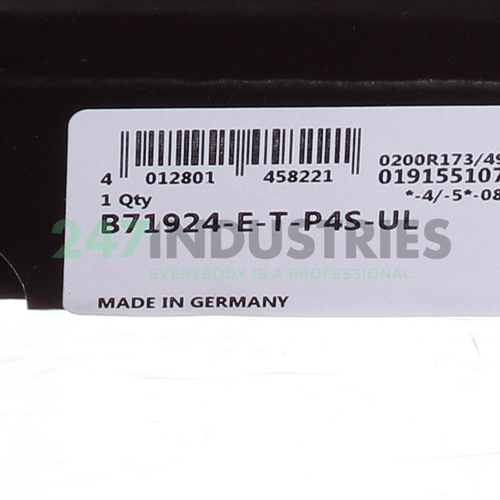 4 012801 458221
0200R173/49
019155107
1 Qty
*-4/-5*-08
B71924-E-T-P4S-UL
247INDUSTRIES
EVERYBODY IS A PROFESSIONAL
MADE IN GERMANY